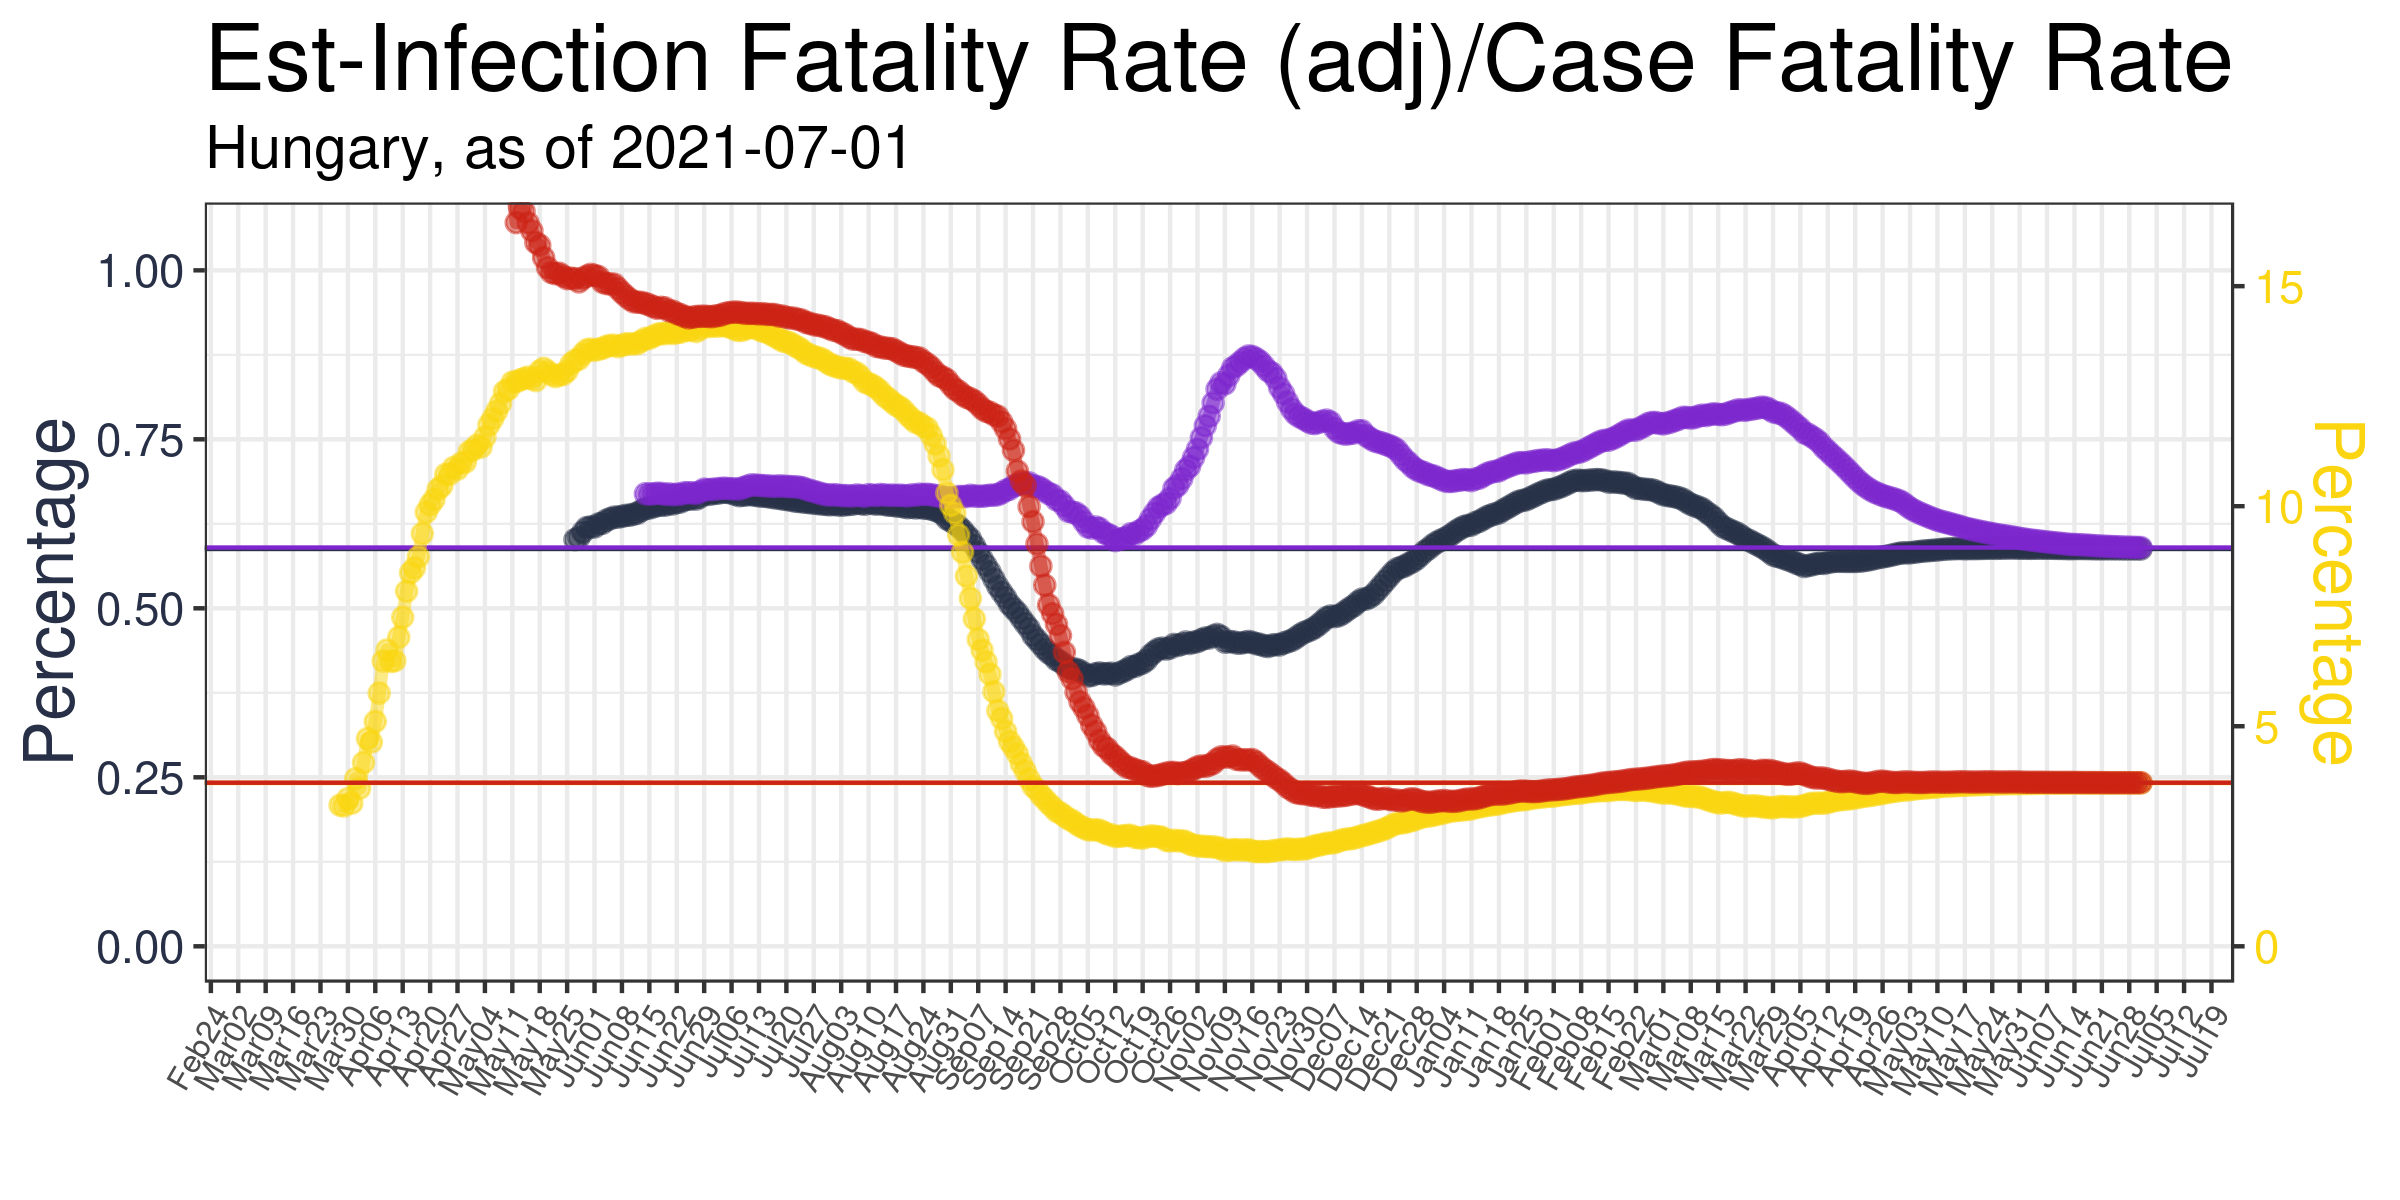 Est-Infection Fatality Rate (adj)/Case Fatality Rate
Hungary, as of 2021-07-01
Percentage
1.00
0.75
0.50
0.25
0.00
15
10
5
0
Percentage
Feb24
Mar02
Mar09
Mar16
Mar23
Mar30
Apr06
Apr13
Apr20
Apr27
May04
May11
May18
May25
Jun01
Jun08
Jun15
Jun22
Jun29
Jul06
Jul13
Jul20
Jul27
Aug03
Aug10
Aug17
Aug24
Aug31
Sep07
Sep14
Sep21
Sep28
Oct05
Oct12
Oct19
Oct26
Nov02
Nov09
Nov16
Nov23
Nov30
Dec07
Dec14
Dec21
Dec28
Jan04
Jan11
Jan18
Jan25
Feb01
Feb08
Feb15
Feb22
Mar01
Mar08
Mar15
Mar22
Mar29
Apr05
Apr12
Apr19
Apr26
May03
May10
May17
May24
May31
Jun07
Jun14
Jun21
Jun28
Jul05
Jul12
Jul19